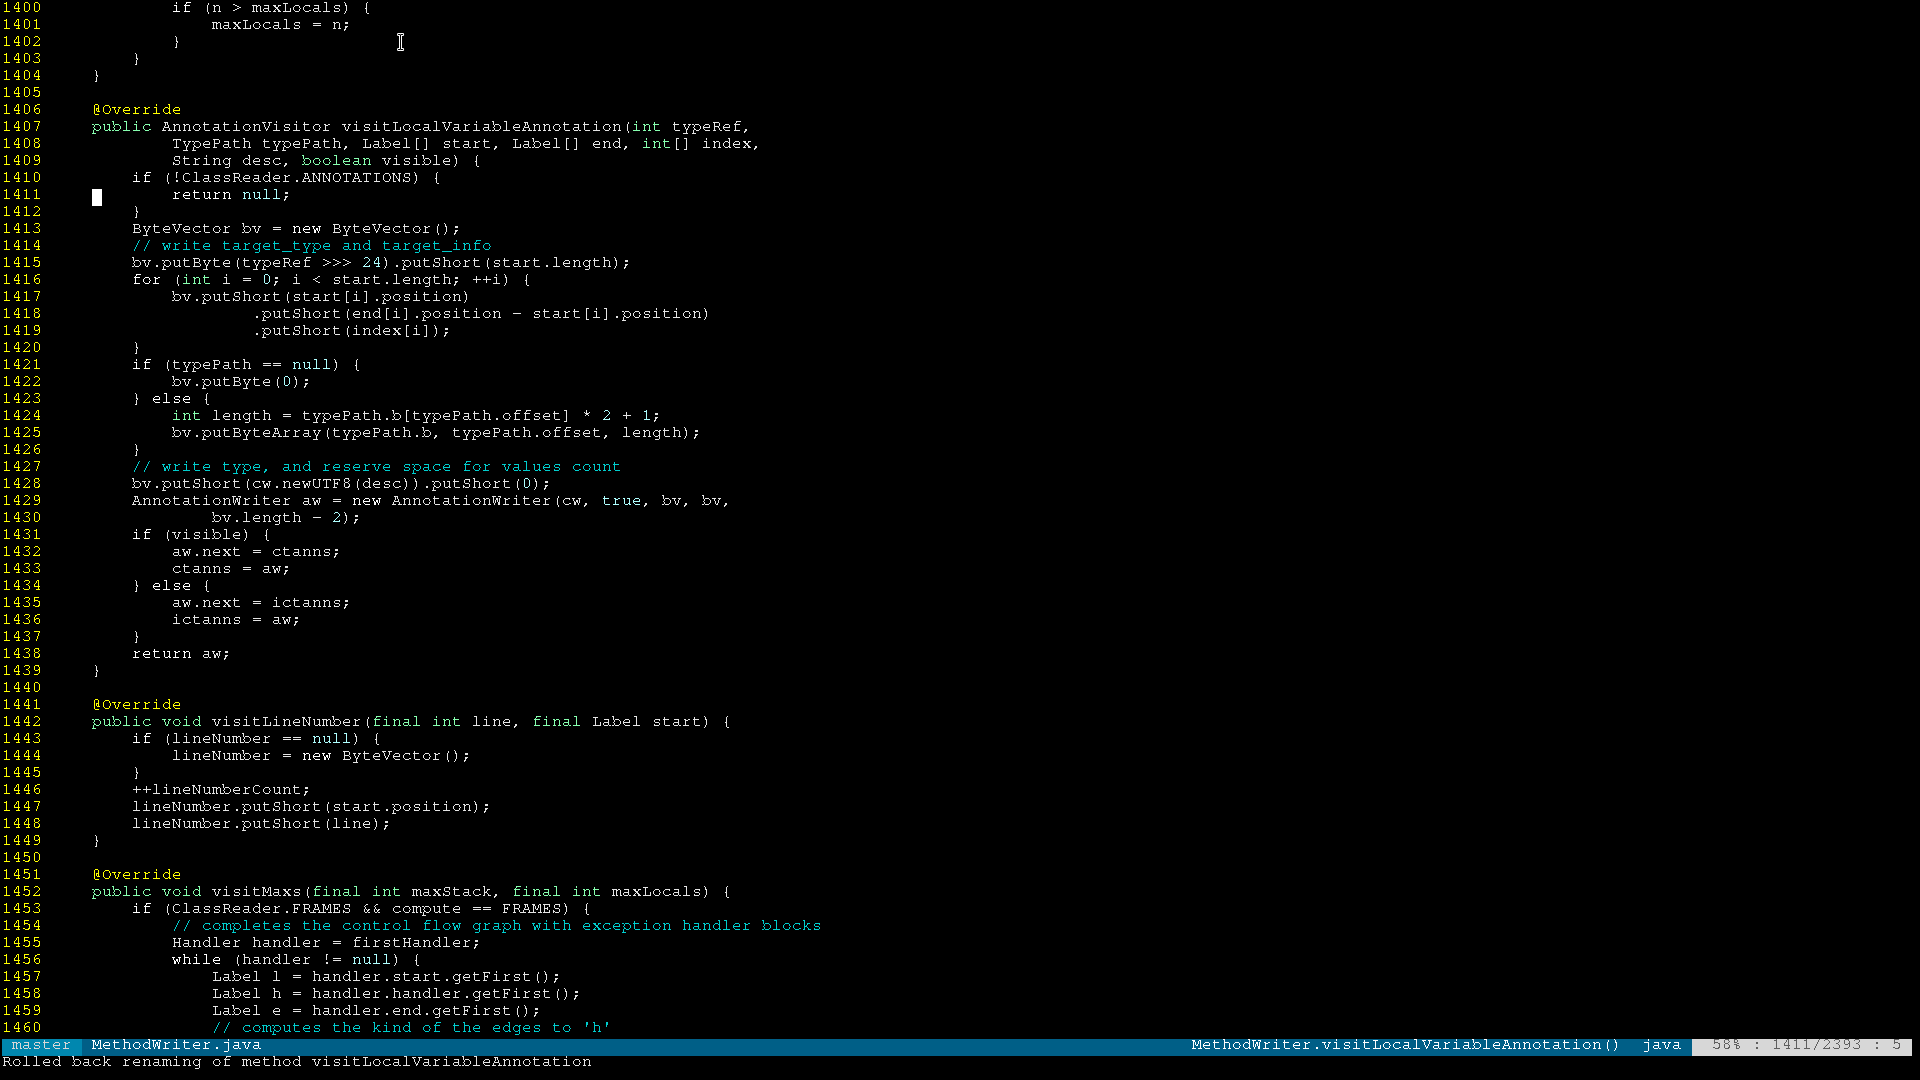 1400             if (n > maxLocals) {
1401                 maxLocals = n;
1402             }
1403         }
1404     }
1405
1406     @Override
1407     public AnnotationVisitor visitLocalVariableAnnotation(int typeRef,
1408             TypePath typePath, Label[] start, Label[] end, int[] index,
1409             String desc, boolean visible) {
1410         if (!ClassReader.ANNOTATIONS) {
1411             return null;
1412         }
1413         ByteVector bv = new ByteVector();
1414         // write target_type and target_info
1415         bv.putByte(typeRef >>> 24).putShort(start.length);
1416         for (int i = 0; i < start.length; ++i) {
1417             bv.putShort(start[i].position)
1418                     .putShort(end[i].position - start[i].position)
1419                     .putShort(index[i]);
1420         }
1421         if (typePath == null) {
1422             bv.putByte(0);
1423         } else {
1424             int length = typePath.b[typePath.offset] * 2 + 1;
1425             bv.putByteArray(typePath.b, typePath.offset, length);
1426         }
1427         // write type, and reserve space for values count
1428         bv.putShort(cw.newUTF8(desc)).putShort(0);
1429         AnnotationWriter aw = new AnnotationWriter(cw, true, bv, bv,
1430                 bv.length - 2);
1431         if (visible) {
1432             aw.next = ctanns;
1433             ctanns = aw;
1434         } else {
1435             aw.next = ictanns;
1436             ictanns = aw;
1437         }
1438         return aw;
1439     }
1440
1441     @Override
1442     public void visitLineNumber(final int line, final Label start) {
1443         if (lineNumber == null) {
1444             lineNumber = new ByteVector();
1445         }
1446         ++lineNumberCount;
1447         lineNumber.putShort(start.position);
1448         lineNumber.putShort(line);
1449     }
1450
1451     @Override
1452     public void visitMaxs(final int maxStack, final int maxLocals) {
1453         if (ClassReader.FRAMES && compute == FRAMES) {
1454             // completes the control flow graph with exception handler blocks
1455             Handler handler = firstHandler;
1456             while (handler != null) {
1457                 Label l = handler.start.getFirst();
1458                 Label h = handler.handler.getFirst();
1459                 Label e = handler.end.getFirst();
1460                 // computes the kind of the edges to 'h'
master  MethodWriter.java  MethodWriter.visitLocalVariableAnnotation()  java  58% : 1411/2393 : 5
Rolled back renaming of method visitLocalVariableAnnotation